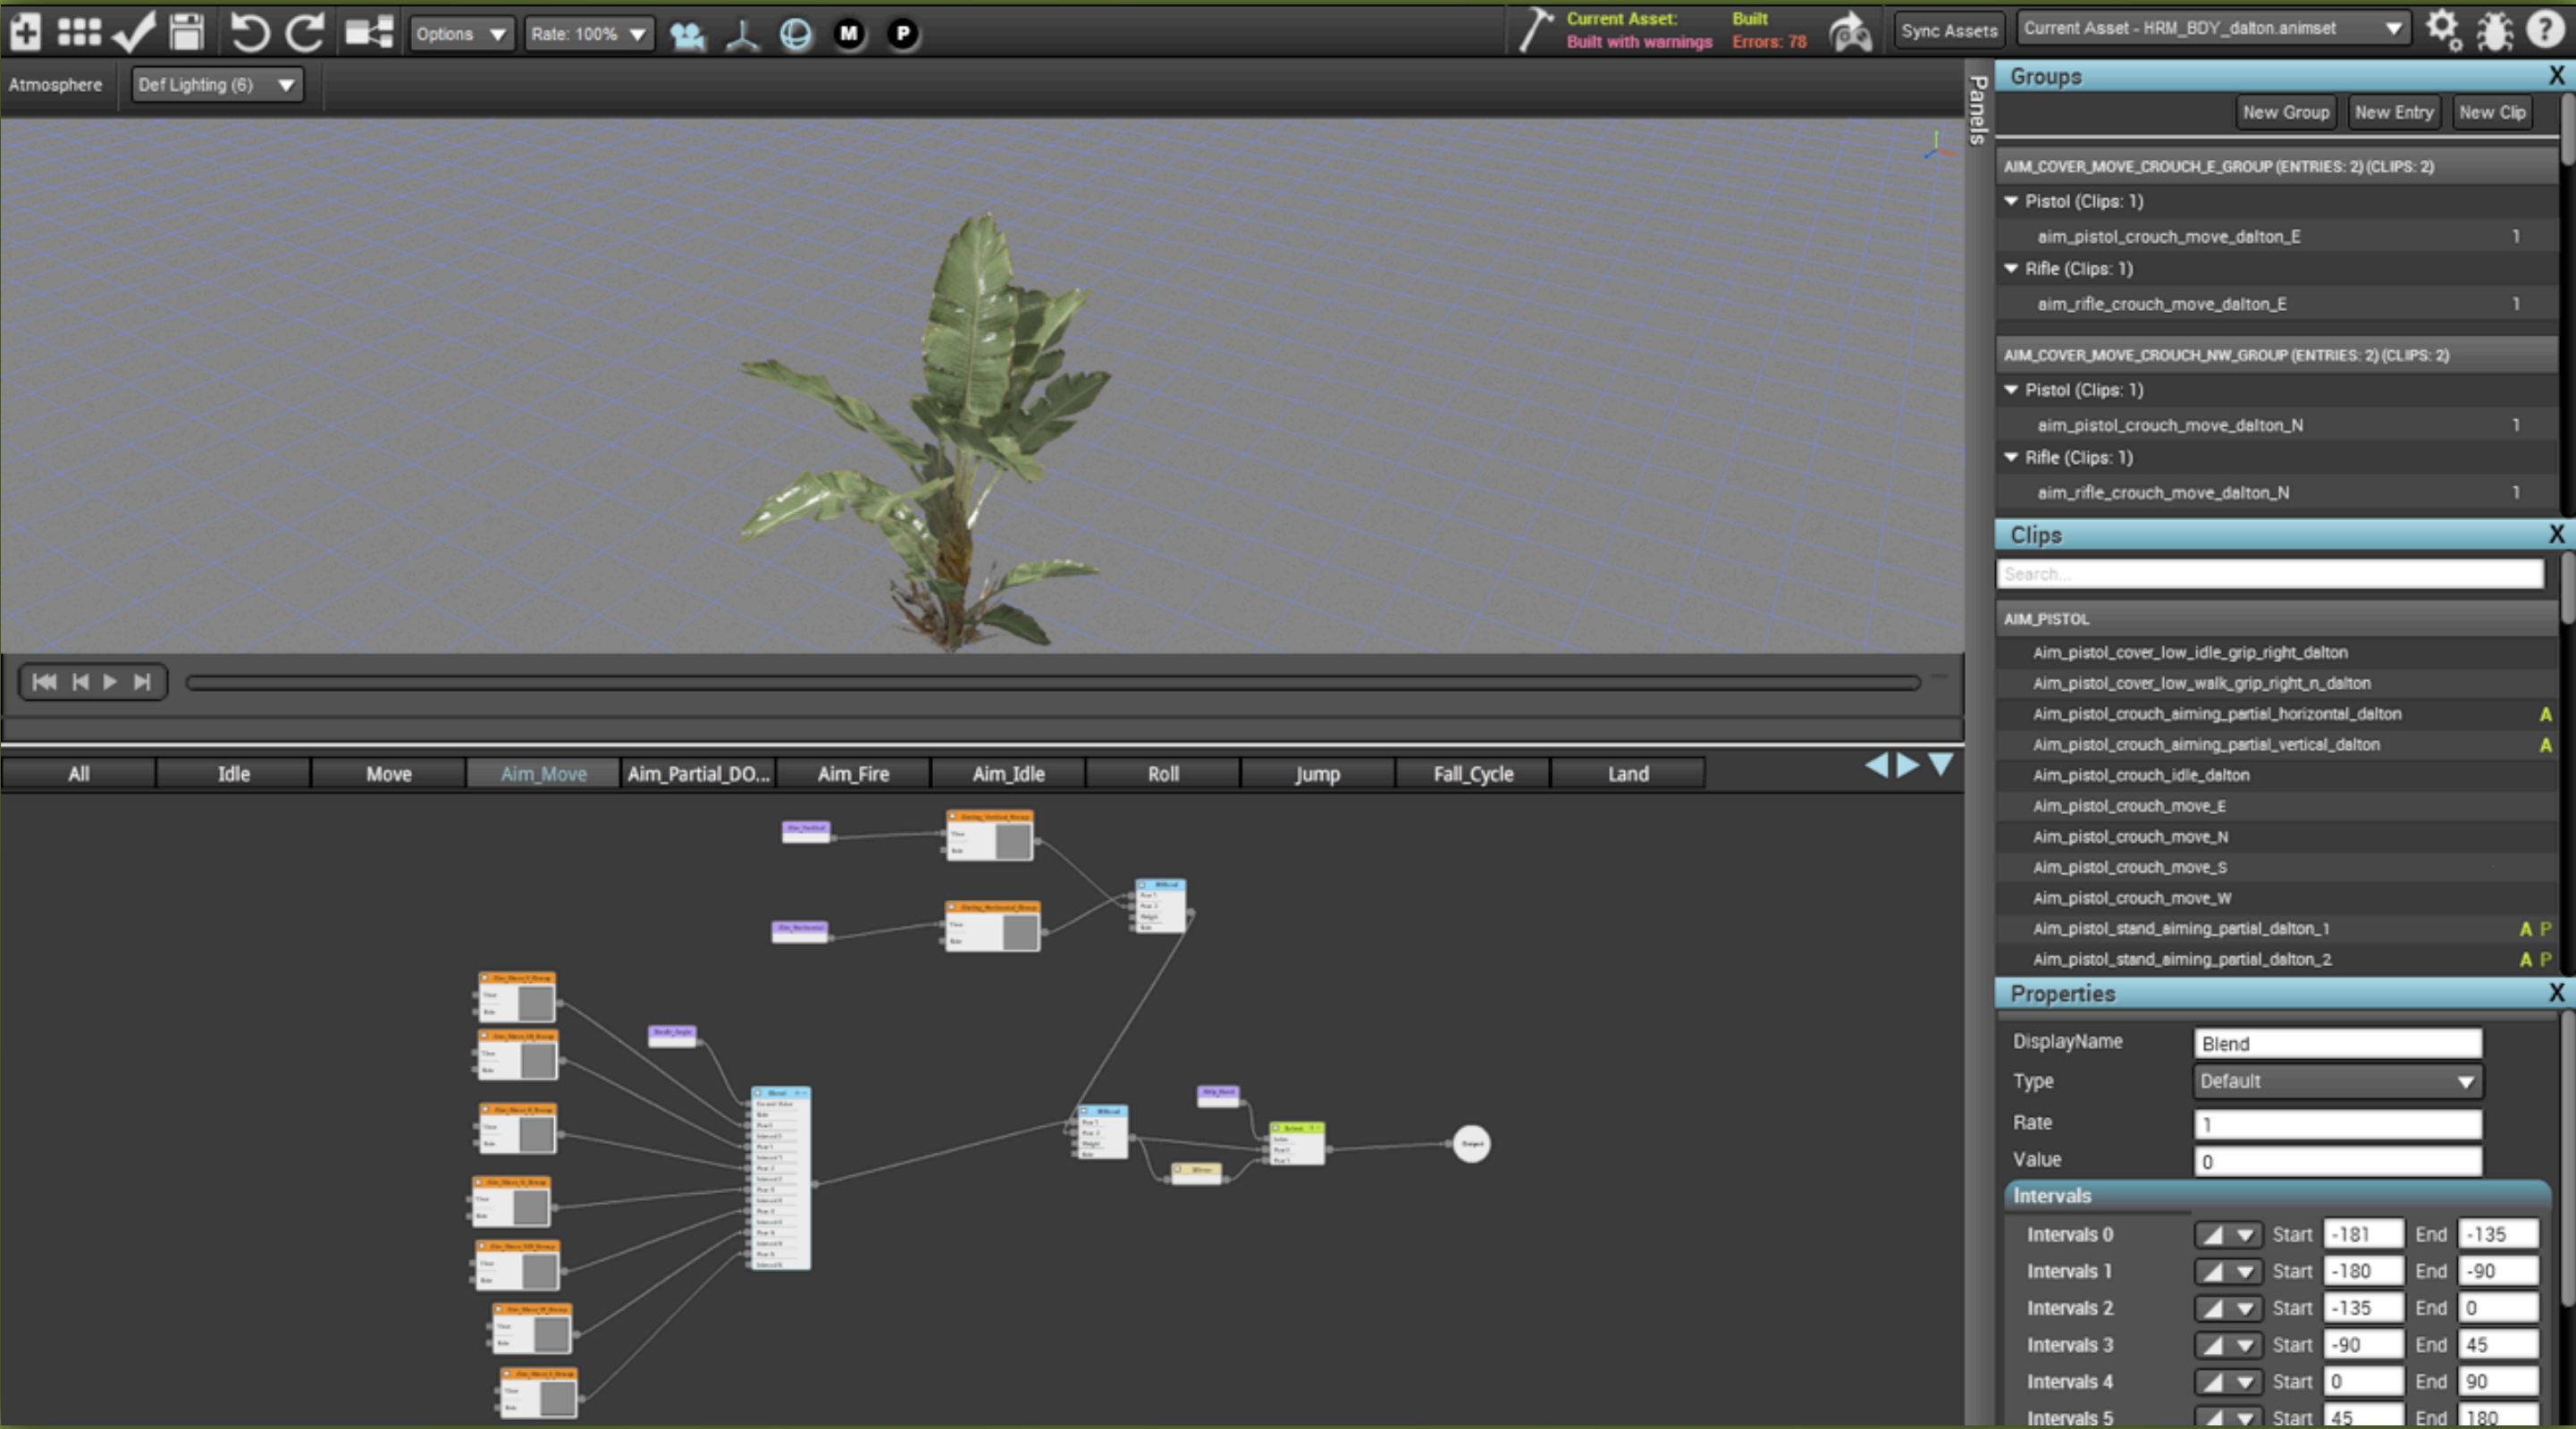 Options
Rate: 100%
M
P
Current Asset:
Built with warnings
Built
Errors: 78
Sync Assets
Current Asset - HRM_BDY_dalton.animset
?
Atmosphere
Def Lighting (6)
Panels
Groups
X
New Group
New Entry
New Clip
AIM_COVER_MOVE_CROUCH_E_GROUP (ENTRIES: 2) (CLIPS: 2)
Pistol (Clips: 1)
aim_pistol_crouch_move_dalton_E 1
Rifle (Clips: 1)
aim_rifle_crouch_move_dalton_E 1
AIM_COVER_MOVE_CROUCH_NW_GROUP (ENTRIES: 2) (CLIPS: 2)
Pistol (Clips: 1)
aim_pistol_crouch_move_dalton_N 1
Rifle (Clips: 1)
aim_rifle_crouch_move_dalton_N 1
Clips
X
Search...
AIM_PISTOL
Aim_pistol_cover_low_idle_grip_right_dalton
Aim_pistol_cover_low_walk_grip_right_n_dalton
Aim_pistol_crouch_aiming_partial_horizontal_dalton A
Aim_pistol_crouch_aiming_partial_vertical_dalton A
Aim_pistol_crouch_idle_dalton
Aim_pistol_crouch_move_E
Aim_pistol_crouch_move_N
Aim_pistol_crouch_move_S
Aim_pistol_crouch_move_W
Aim_pistol_stand_aiming_partial_dalton_1 A P
Aim_pistol_stand_aiming_partial_dalton_2 A P
Properties
X
DisplayName Blend
Type Default
Rate 1
Value 0
Intervals
Intervals 0 Start -181 End -135
Intervals 1 Start -180 End -90
Intervals 2 Start -135 End 0
Intervals 3 Start -90 End 45
Intervals 4 Start 0 End 90
Intervals 5 Start 45 End 180
All
Idle
Move
Aim_Move
Aim_Partial_DO...
Aim_Fire
Aim_Idle
Roll
Jump
Fall_Cycle
Land
Output